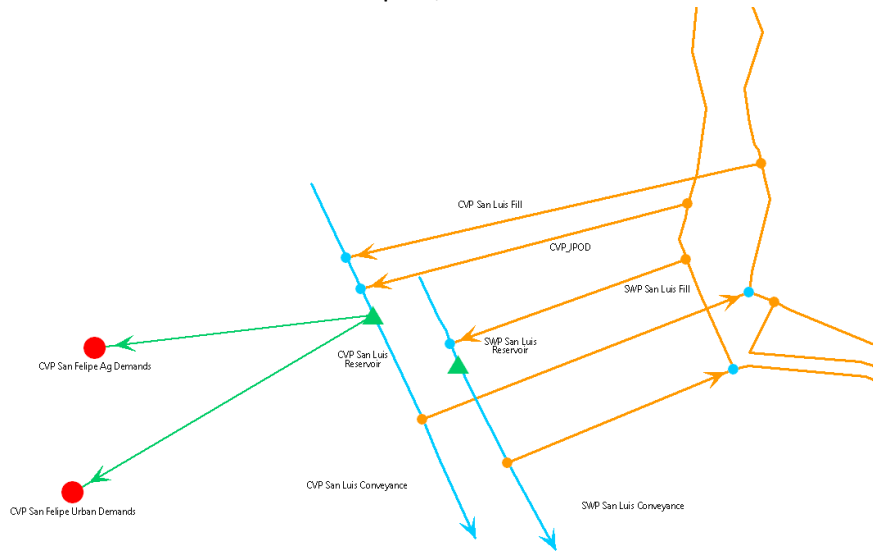 CVP San Luis Fill
CVP_JPOD
SWP San Luis Fill
SWP San Luis
Reservoir
CVP San Luis
Reservoir
CVP San Felipe Ag Demands
CVP San Luis Conveyance
SWP San Luis Conveyance
CVP San Felipe Urban Demands